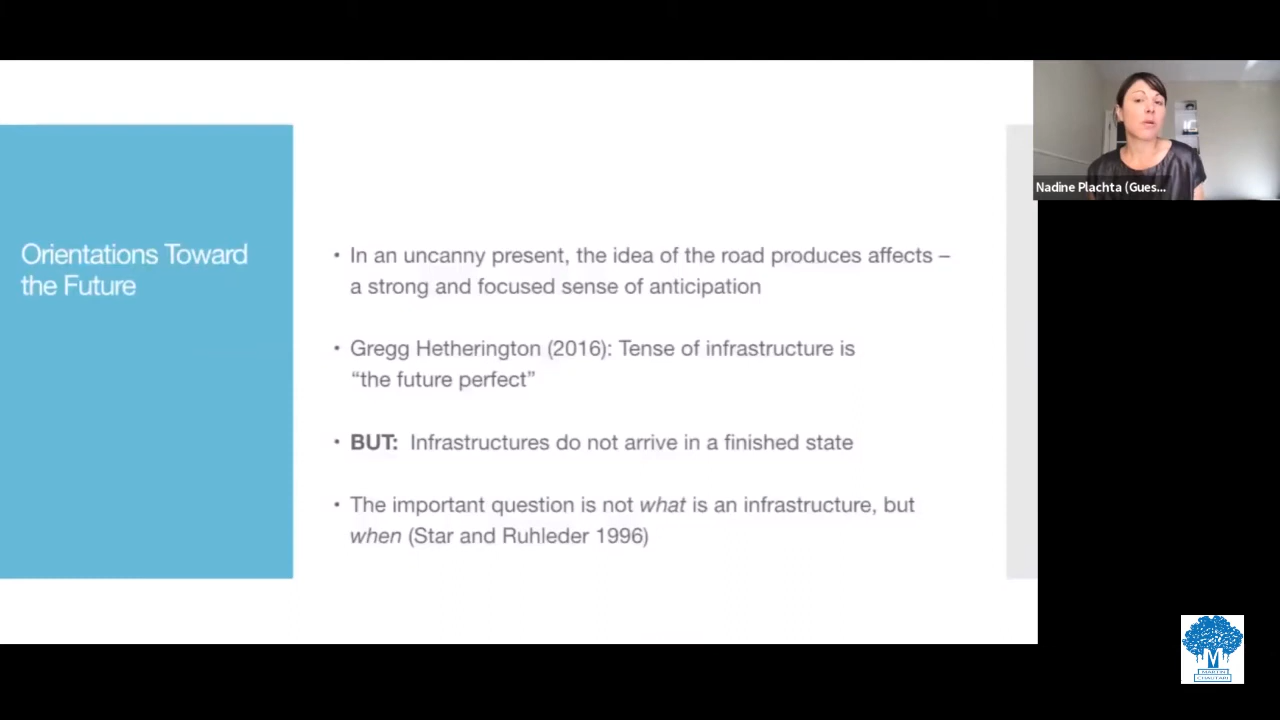 Nadine Plachta (Gues...
Orientations Toward
the Future
• In an uncanny present, the idea of the road produces affects –
a strong and focused sense of anticipation
• Gregg Hetherington (2016): Tense of infrastructure is
“the future perfect”
• BUT: Infrastructures do not arrive in a finished state
• The important question is not what is an infrastructure, but
when (Star and Ruhleder 1996)
M
MARTIN
CHAUTARI